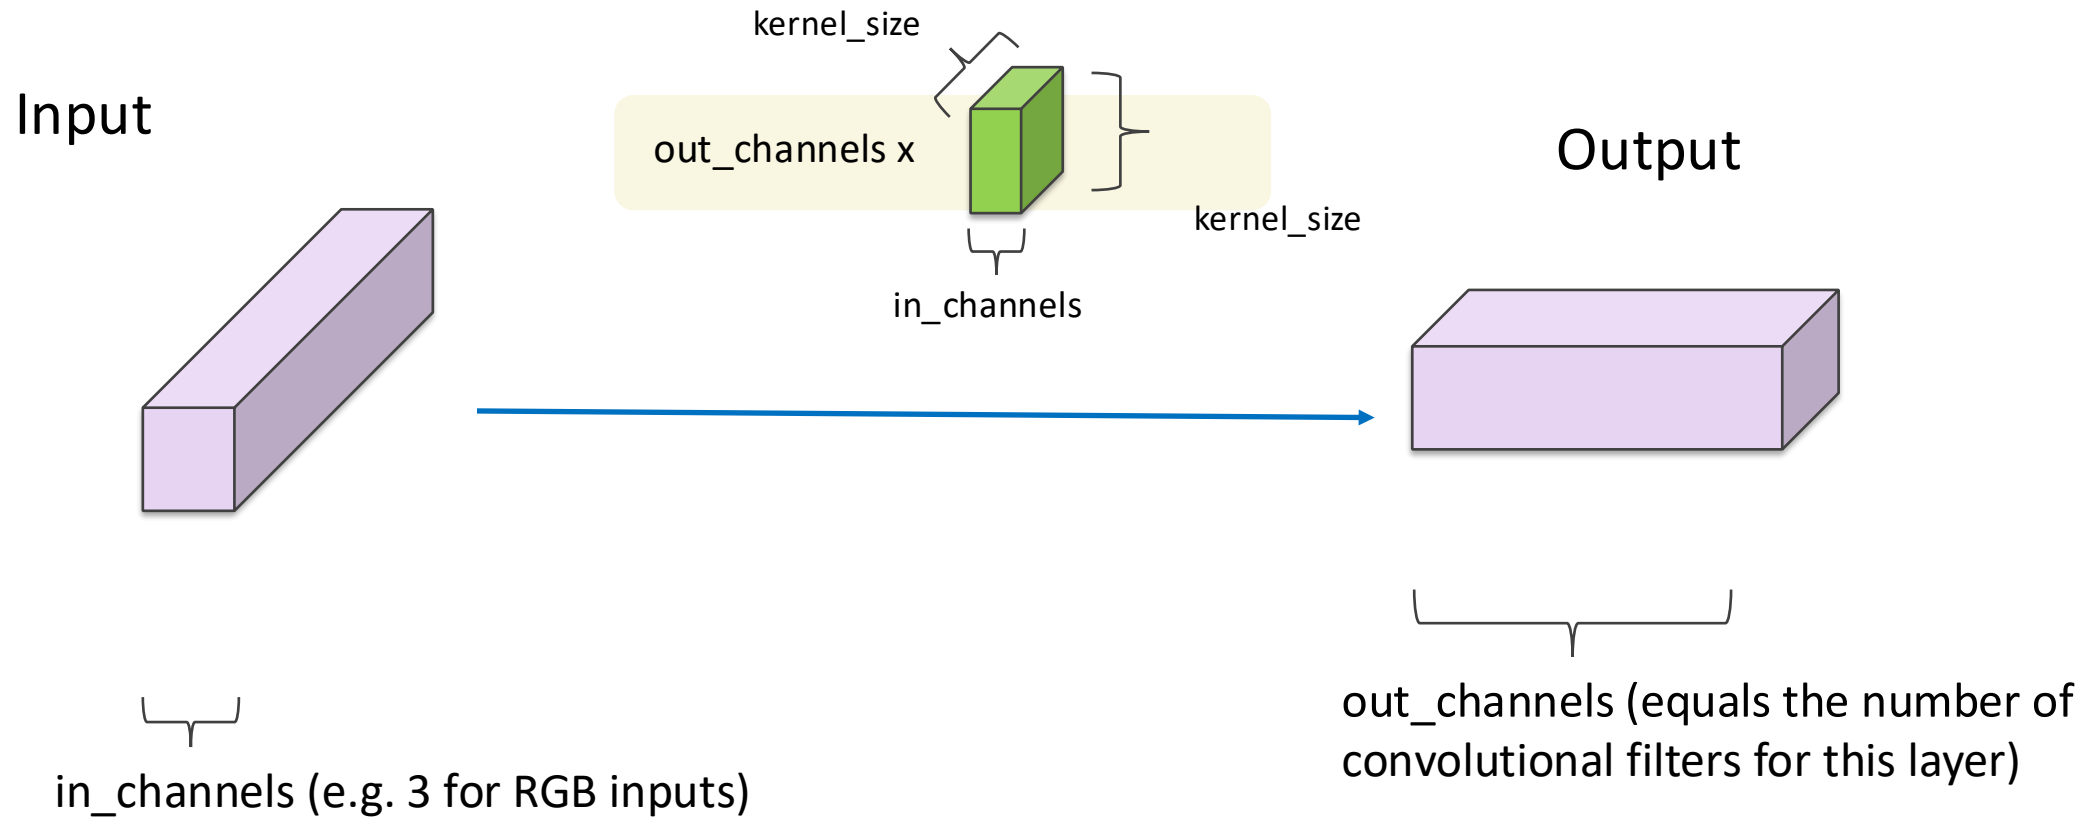 kernel_size
Input
out_channels x
Output
kernel_size
in_channels
out_channels (equals the number of
convolutional filters for this layer)
in_channels (e.g. 3 for RGB inputs)